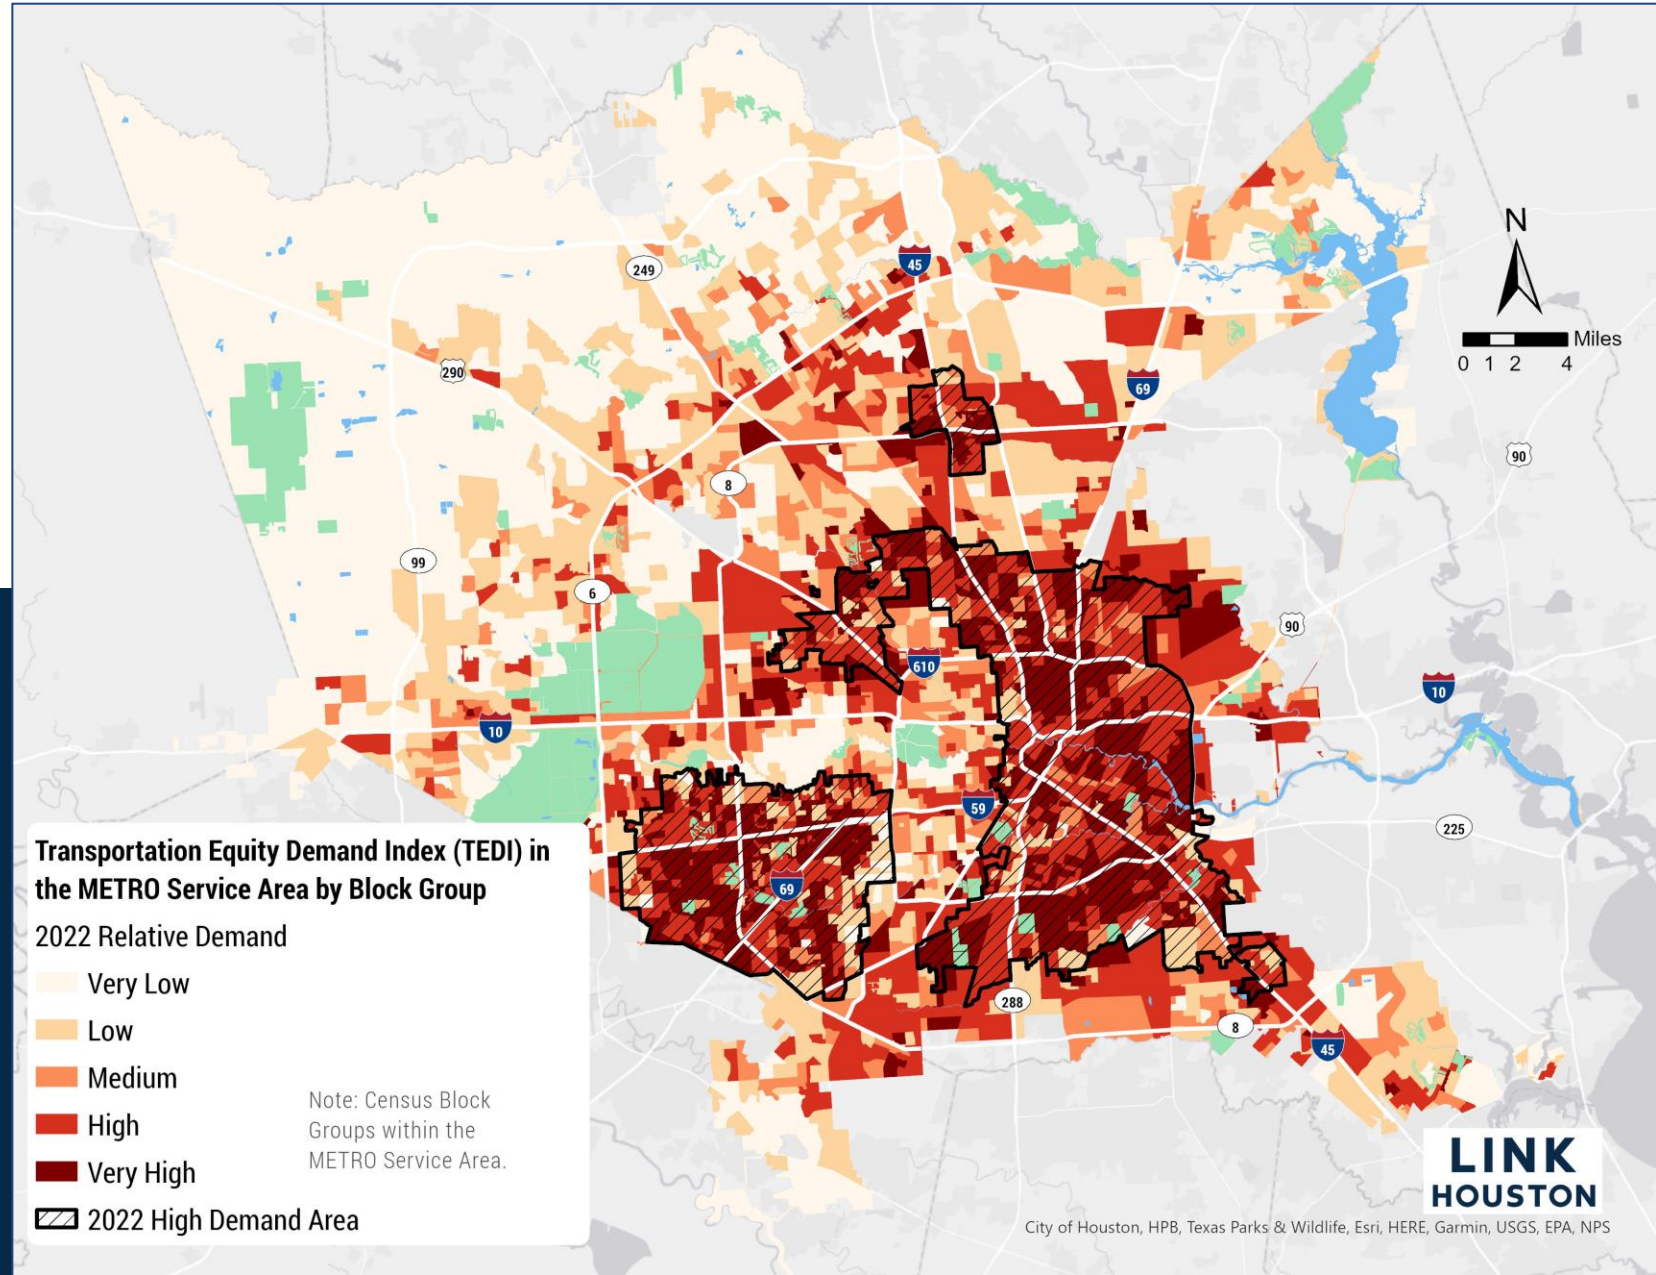 N
Miles
0 1 2 4
45
249
290
69
90
8
99
6
90
610
10
10
59
225
69
288
8
45
Transportation Equity Demand Index (TEDI) in
the METRO Service Area by Block Group
2022 Relative Demand
Very Low
Low
Medium
High
Very High
2022 High Demand Area
Note: Census Block
Groups within the
METRO Service Area.
LINK
HOUSTON
City of Houston, HPB, Texas Parks & Wildlife, Esri, HERE, Garmin, USGS, EPA, NPS